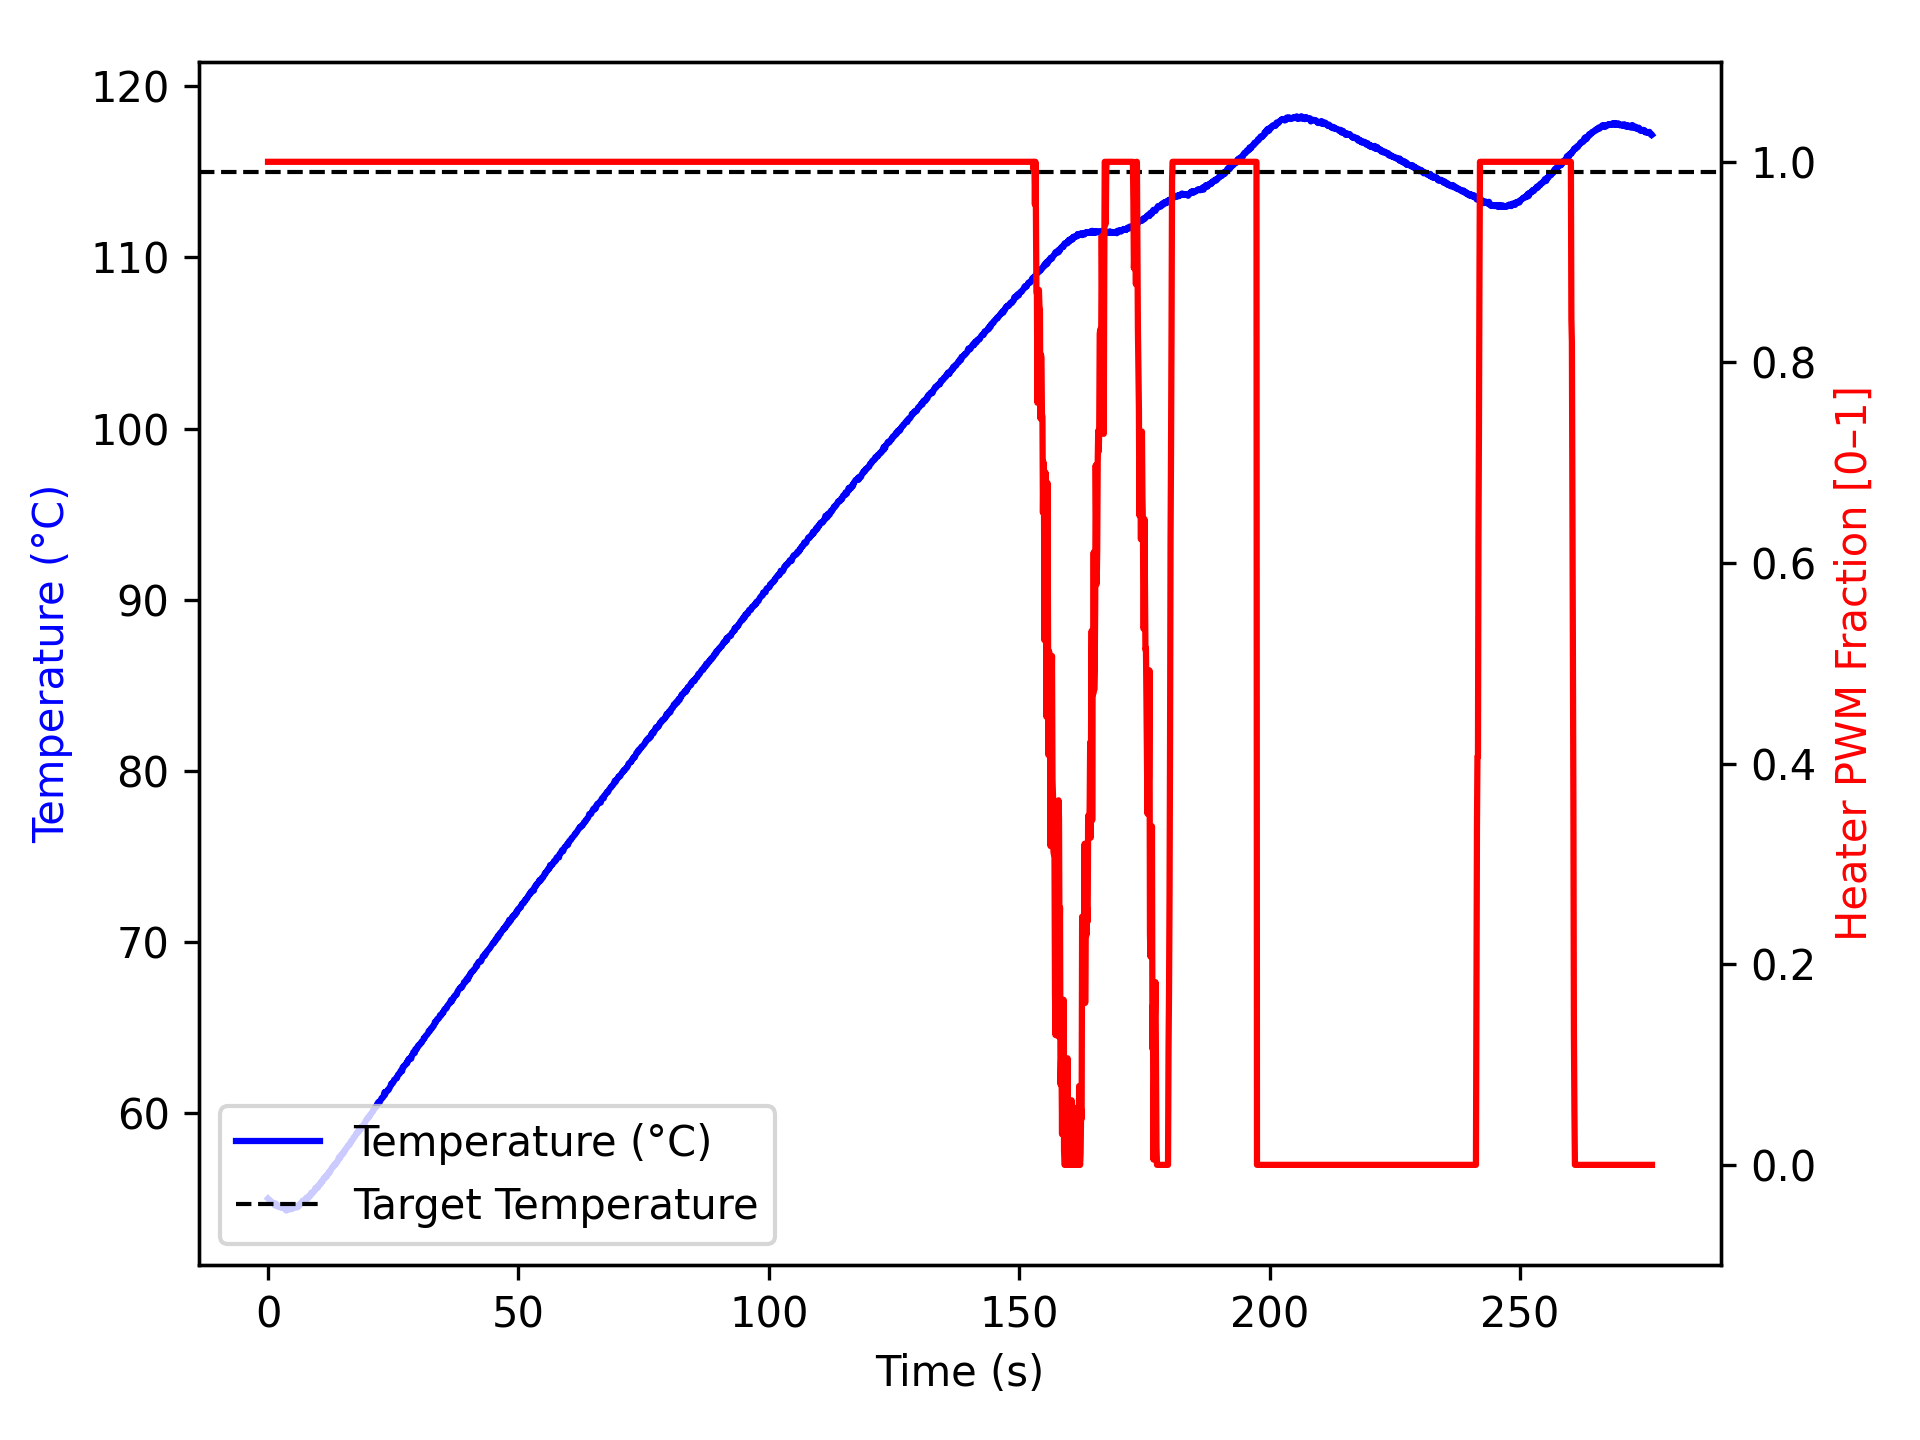 120
110
100
90
80
70
60
Temperature (°C)
1.0
0.8
0.6
0.4
0.2
0.0
Heater PWM Fraction [0–1]
Temperature (°C)
Target Temperature
0 50 100 150 200 250
Time (s)